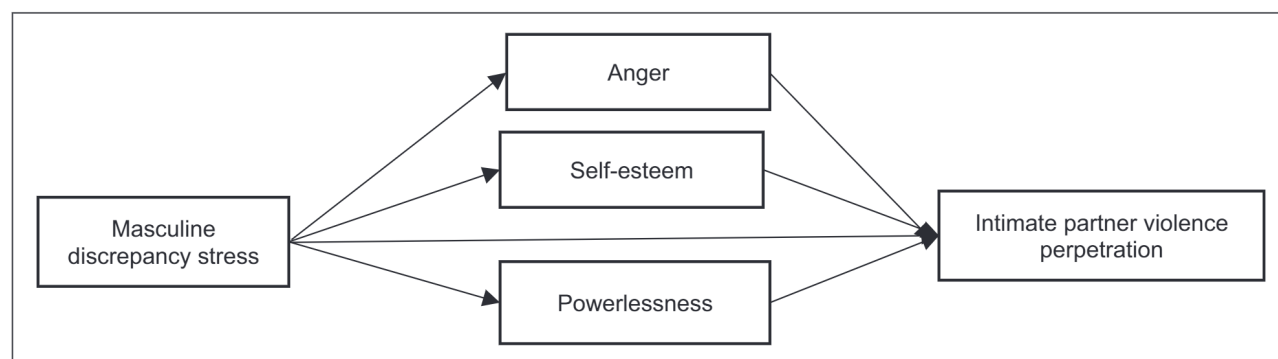 Anger
Self-esteem
Masculine
discrepancy stress
Intimate partner violence
perpetration
Powerlessness